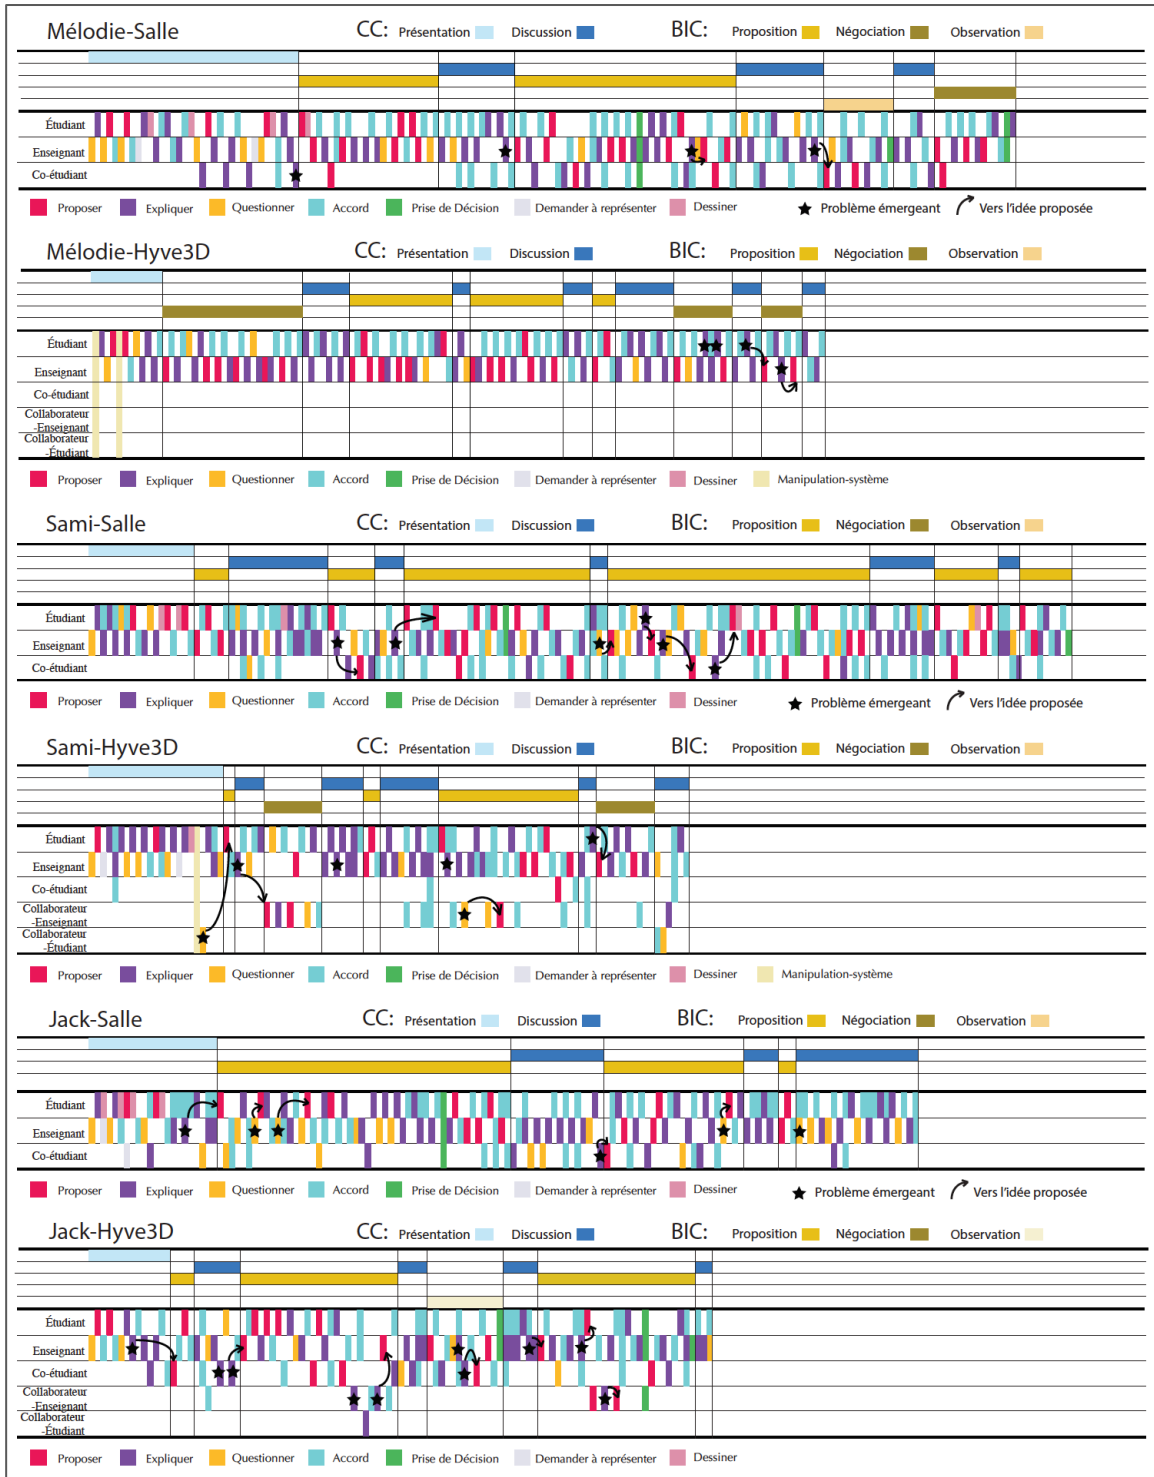 Mélodie-Salle CC: Présentation Discussion BIC: Proposition Négociation Observation
Étudiant
Enseignant
Co-étudiant
Proposer Expliquer Questionner Accord Prise de Décision Demander à représenter Dessiner Problème émergeant Vers l'idée proposée
Mélodie-Hyve3D CC: Présentation Discussion BIC: Proposition Négociation Observation
Étudiant
Enseignant
Co-étudiant
Collaborateur
-Enseignant
Collaborateur
-Étudiant
Proposer Expliquer Questionner Accord Prise de Décision Demander à représenter Dessiner Manipulation-système
Sami-Salle CC: Présentation Discussion BIC: Proposition Négociation Observation
Étudiant
Enseignant
Co-étudiant
Proposer Expliquer Questionner Accord Prise de Décision Demander à représenter Dessiner Problème émergeant Vers l'idée proposée
Sami-Hyve3D CC: Présentation Discussion BIC: Proposition Négociation Observation
Étudiant
Enseignant
Co-étudiant
Collaborateur
-Enseignant
Collaborateur
-Étudiant
Proposer Expliquer Questionner Accord Prise de Décision Demander à représenter Dessiner Manipulation-système
Jack-Salle CC: Présentation Discussion BIC: Proposition Négociation Observation
Étudiant
Enseignant
Co-étudiant
Proposer Expliquer Questionner Accord Prise de Décision Demander à représenter Dessiner Problème émergeant Vers l'idée proposée
Jack-Hyve3D CC: Présentation Discussion BIC: Proposition Négociation Observation
Étudiant
Enseignant
Co-étudiant
Collaborateur
-Enseignant
Collaborateur
-Étudiant
Proposer Expliquer Questionner Accord Prise de Décision Demander à représenter Dessiner